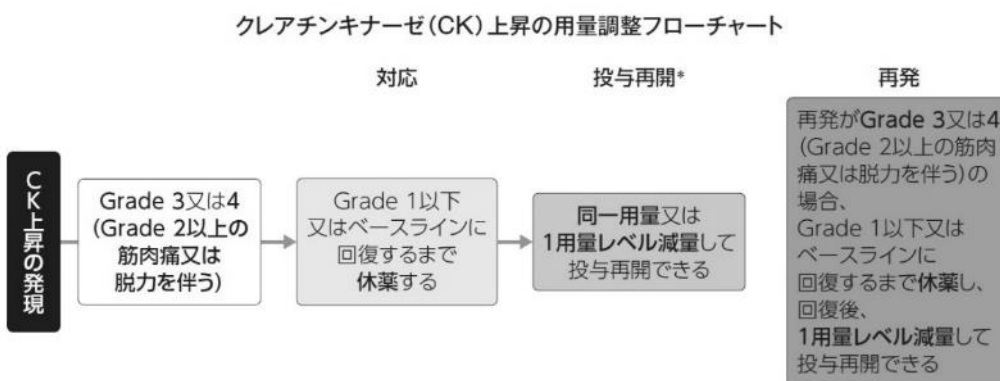 クレアチンキナーゼ(CK)上昇の用量調整フローチャート
対応
投与再開*
再発
CK上昇の発現
Grade 3又は4
(Grade 2以上の
筋肉痛又は
脱力を伴う)
Grade 1以下
又はベースラインに
回復するまで
休薬する
同一用量又は
1用量レベル減量して
投与再開できる
再発がGrade 3又は4
(Grade 2以上の筋肉
痛又は脱力を伴う)の
場合、
Grade 1以下又は
ベースラインに
回復するまで休薬し、
回復後、
1用量レベル減量して
投与再開できる